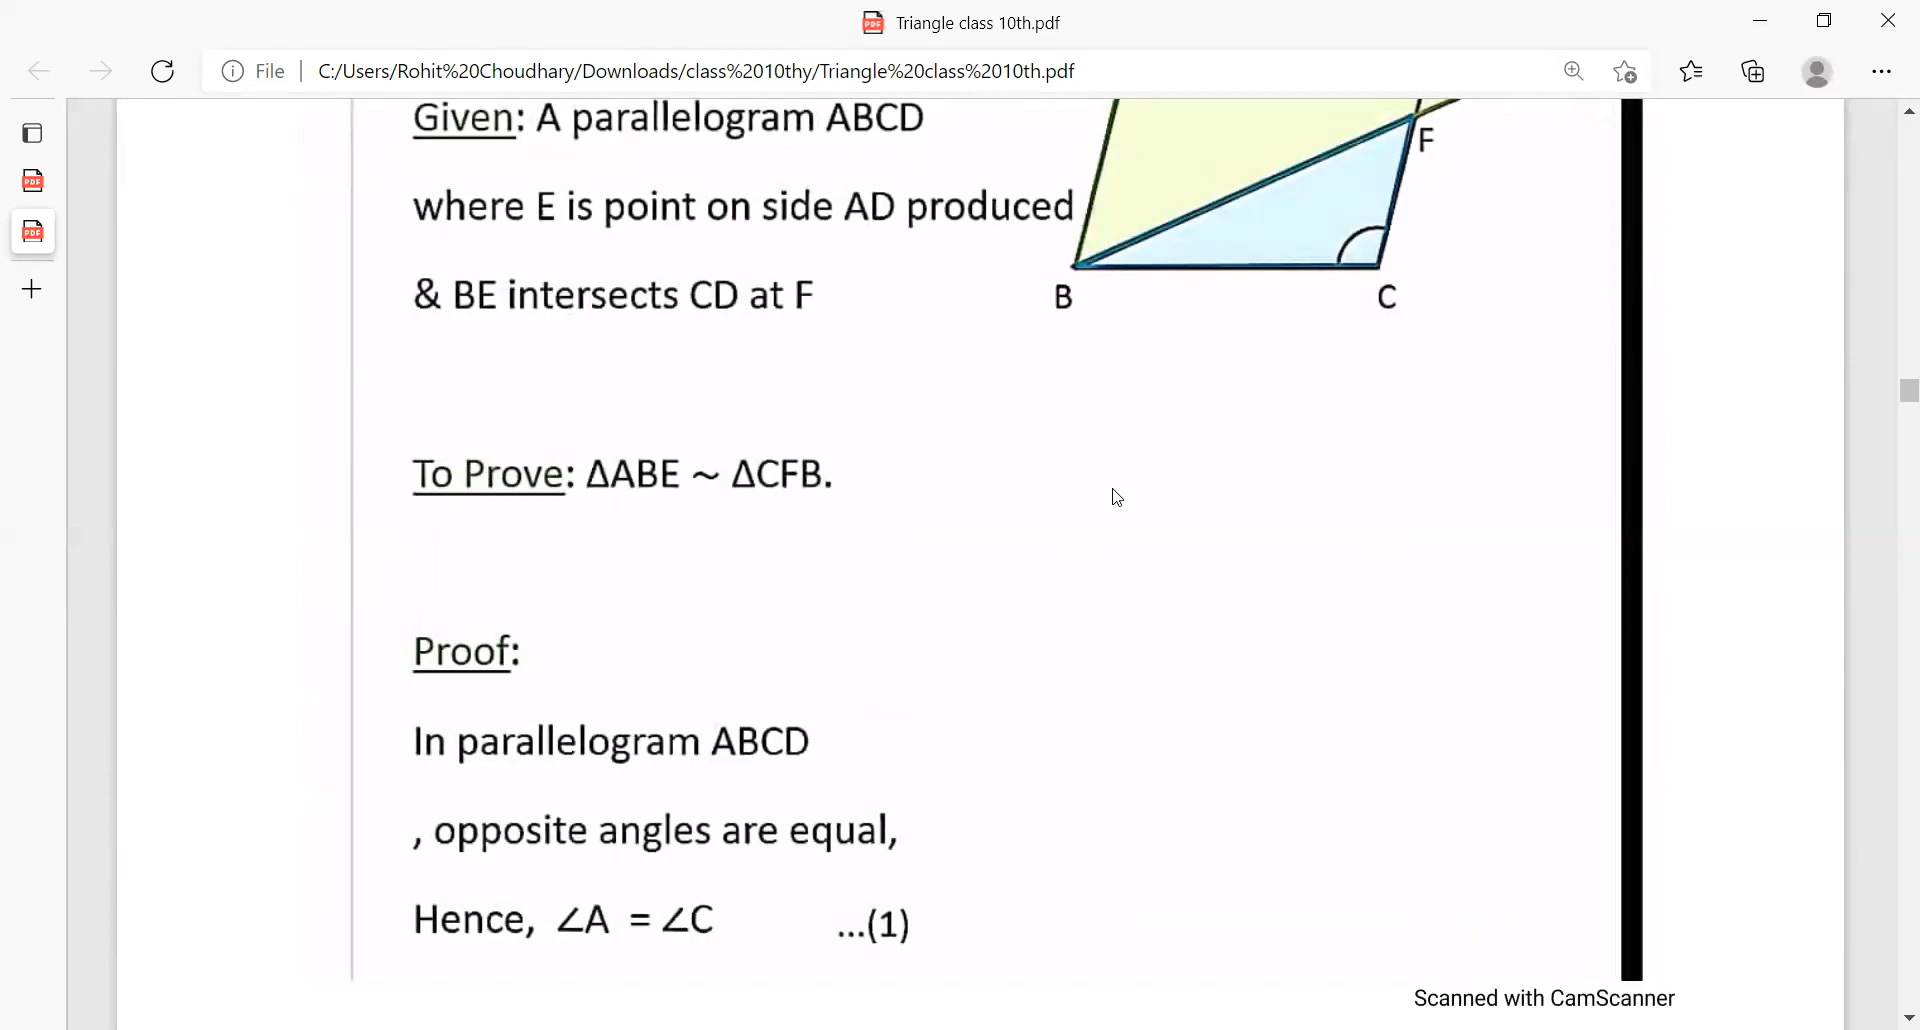 Triangle class 10th.pdf
File | C:/Users/Rohit%20Choudhary/Downloads/class%2010thy/Triangle%20class%2010th.pdf
Given: A parallelogram ABCD
F
where E is point on side AD produced
& BE intersects CD at F
B C
To Prove: ΔABE ~ ΔCFB.
Proof:
In parallelogram ABCD
, opposite angles are equal,
Hence, ∠A = ∠C ...(1)
Scanned with CamScanner